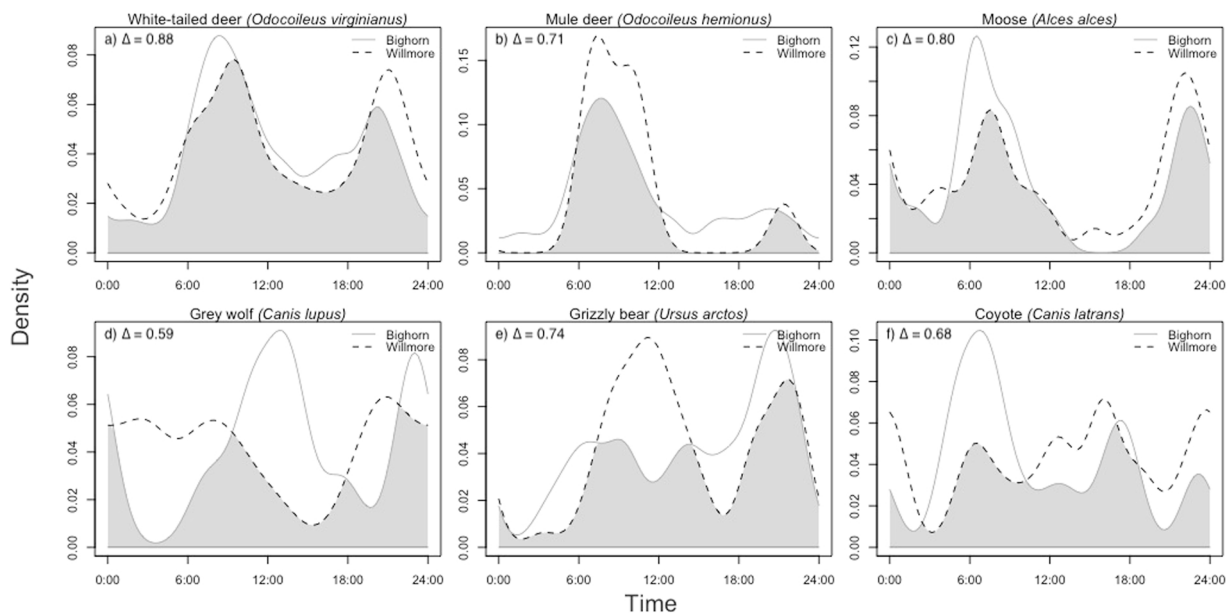 White-tailed deer (Odocoileus virginianus)
a) Δ = 0.88
Bighorn
Willmore
0.08
0.06
0.04
0.02
0.00
0:00 6:00 12:00 18:00 24:00
Mule deer (Odocoileus hemionus)
b) Δ = 0.71
Bighorn
Willmore
0.15
0.10
0.05
0.00
0:00 6:00 12:00 18:00 24:00
Moose (Alces alces)
c) Δ = 0.80
Bighorn
Willmore
0.12
0.08
0.04
0.00
0:00 6:00 12:00 18:00 24:00
Density
Grey wolf (Canis lupus)
d) Δ = 0.59
Bighorn
Willmore
0.08
0.06
0.04
0.02
0.00
0:00 6:00 12:00 18:00 24:00
Grizzly bear (Ursus arctos)
e) Δ = 0.74
Bighorn
Willmore
0.08
0.06
0.04
0.02
0.00
0:00 6:00 12:00 18:00 24:00
Coyote (Canis latrans)
f) Δ = 0.68
Bighorn
Willmore
0.10
0.08
0.06
0.04
0.02
0.00
0:00 6:00 12:00 18:00 24:00
Time